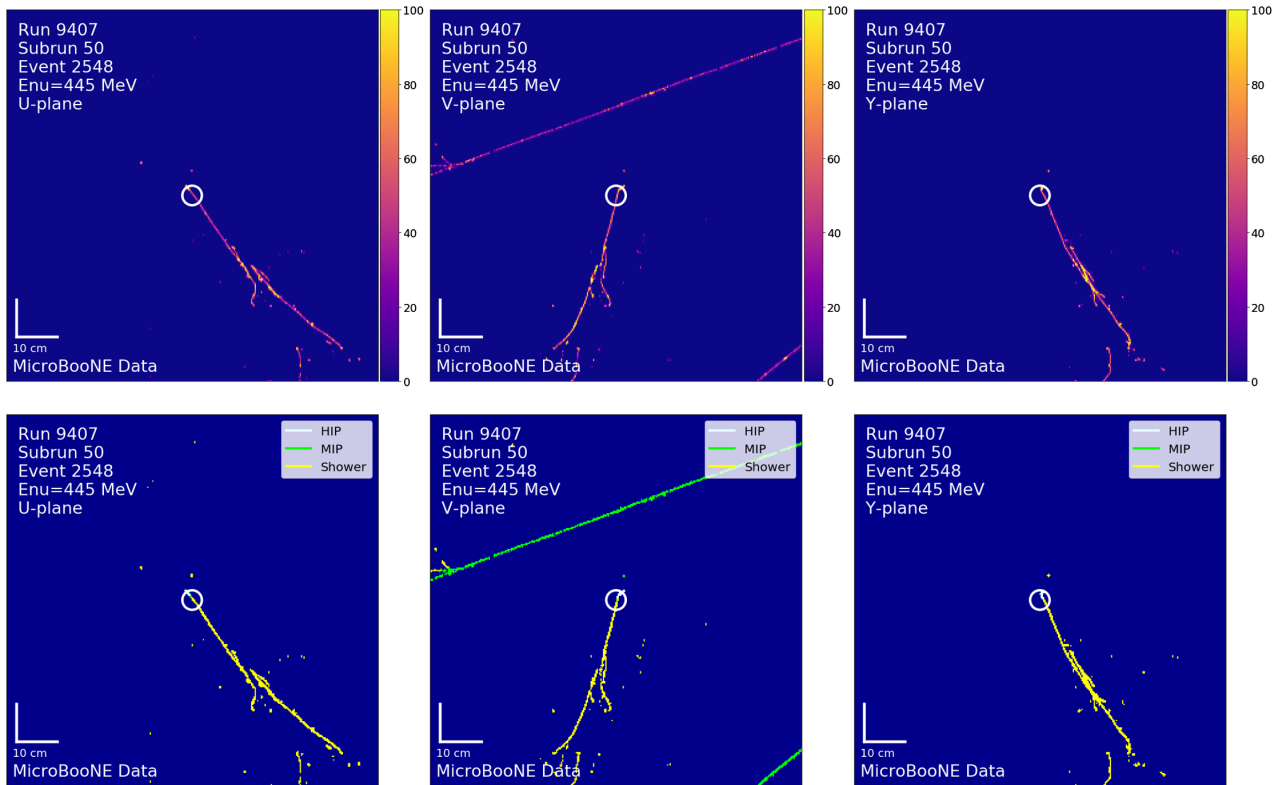 Run 9407
Subrun 50
Event 2548
Enu=445 MeV
U-plane
10 cm
MicroBooNE Data
100
80
60
40
20
0
Run 9407
Subrun 50
Event 2548
Enu=445 MeV
V-plane
10 cm
MicroBooNE Data
100
80
60
40
20
0
Run 9407
Subrun 50
Event 2548
Enu=445 MeV
Y-plane
10 cm
MicroBooNE Data
100
80
60
40
20
0
Run 9407
Subrun 50
Event 2548
Enu=445 MeV
U-plane
HIP
MIP
Shower
10 cm
MicroBooNE Data
Run 9407
Subrun 50
Event 2548
Enu=445 MeV
V-plane
HIP
MIP
Shower
10 cm
MicroBooNE Data
Run 9407
Subrun 50
Event 2548
Enu=445 MeV
Y-plane
HIP
MIP
Shower
10 cm
MicroBooNE Data